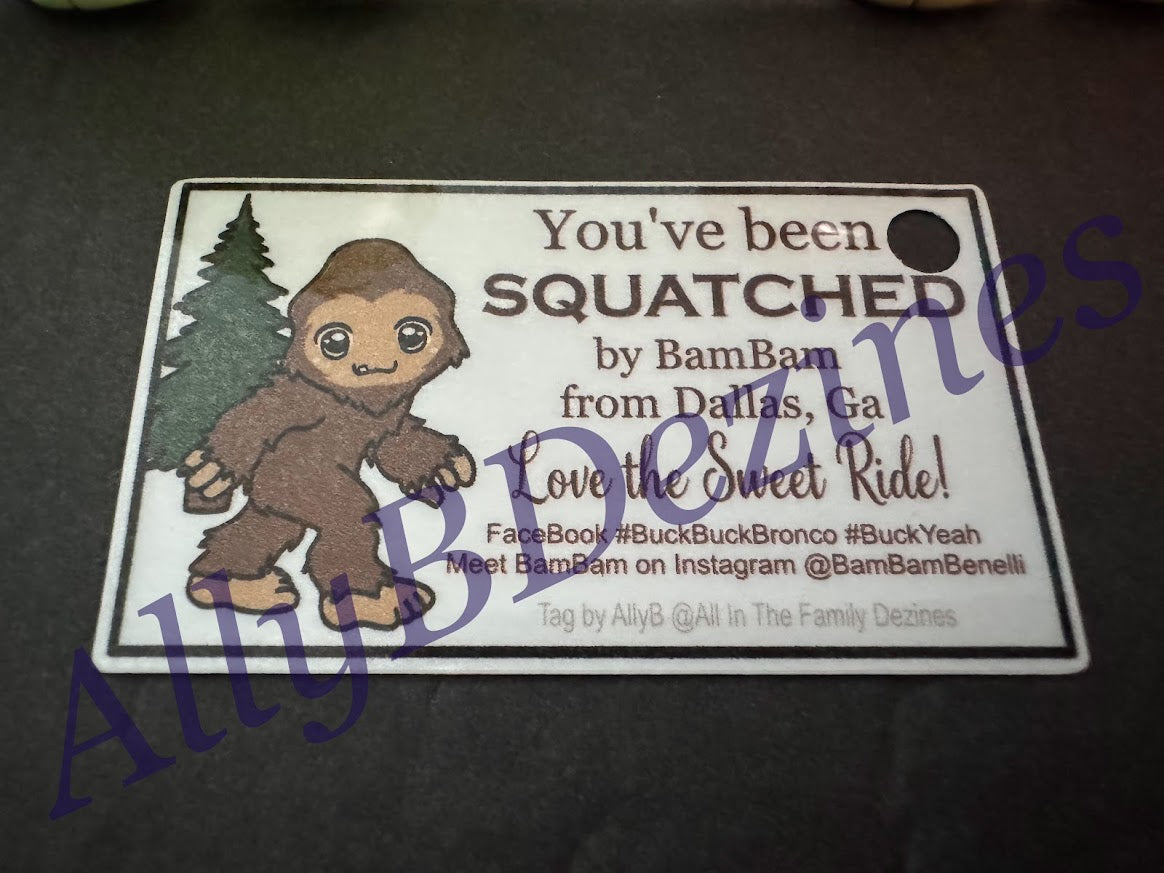 You've been
SQUATCHED
by BamBam
from Dallas, Ga
Love the Sweet Ride!
FaceBook #BuckBuckBronco #BuckYeah
Meet BamBam on Instagram @BamBamBenelli
Tag by AllyB @All In The Family Dezines
AllyBDezines